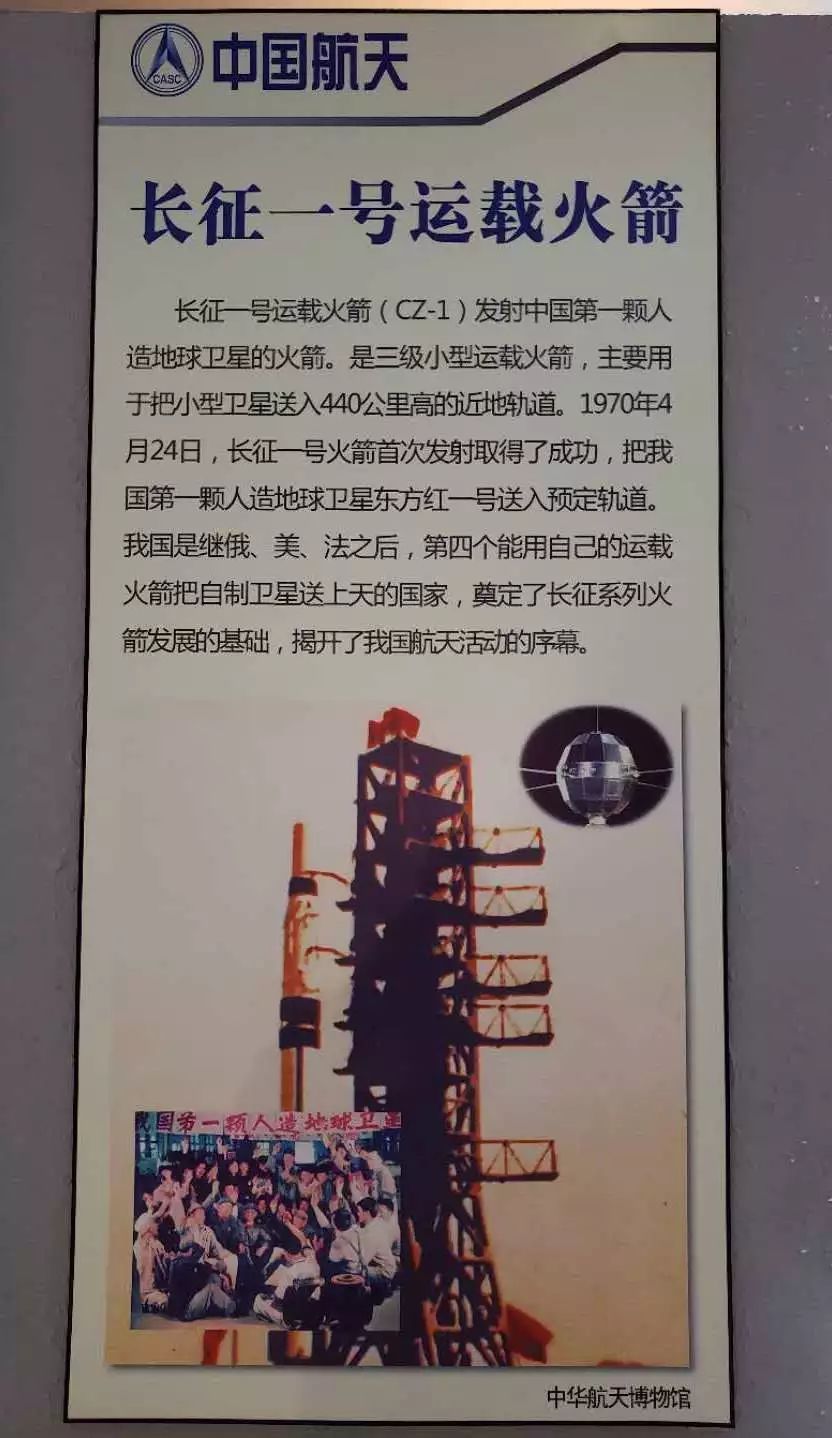 CASC
中国航天
长征一号运载火箭
长征一号运载火箭（CZ-1）发射中国第一颗人
造地球卫星的火箭。是三级小型运载火箭，主要用
于把小型卫星送入440公里高的近地轨道。1970年4
月24日，长征一号火箭首次发射取得了成功，把我
国第一颗人造地球卫星东方红一号送入预定轨道。
我国是继俄、美、法之后，第四个能用自己的运载
火箭把自制卫星送上天的国家，奠定了长征系列火
箭发展的基础，揭开了我国航天活动的序幕。
我国第一颗人造地球卫星
中华航天博物馆